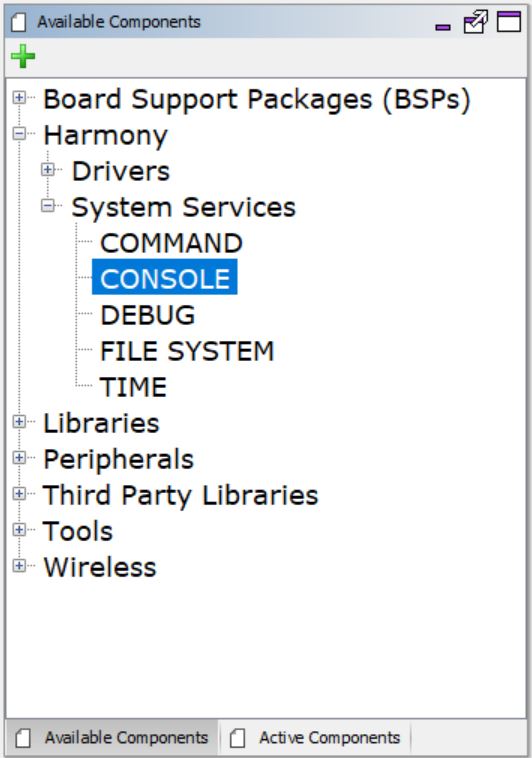 Available Components
Board Support Packages (BSPs)
Harmony
Drivers
System Services
COMMAND
CONSOLE
DEBUG
FILE SYSTEM
TIME
Libraries
Peripherals
Third Party Libraries
Tools
Wireless
Available Components Active Components